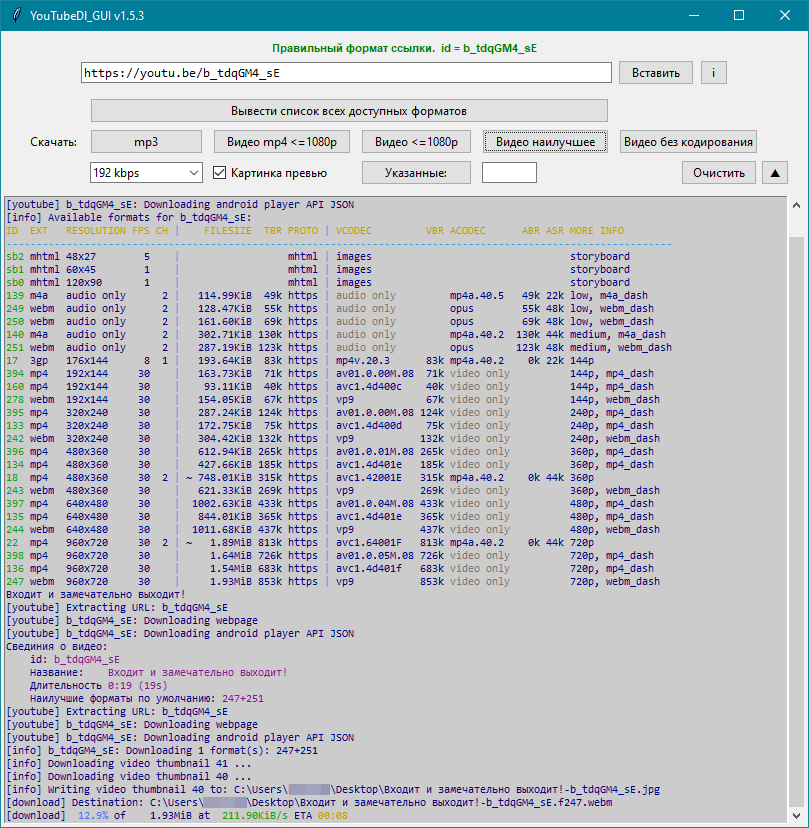 YouTubeDl_GUI v1.5.3
Правильный формат ссылки. id = b_tdqGM4_sE
https://youtu.be/b_tdqGM4_sE Вставить i
Вывести список всех доступных форматов
Скачать: mp3 Видео mp4 <=1080p Видео <=1080p Видео наилучшее Видео без кодирования
192 kbps Картинка превью Указанные: Очистить ▲
[youtube] b_tdqGM4_sE: Downloading android player API JSON
[info] Available formats for b_tdqGM4_sE:
ID EXT RESOLUTION FPS CH | FILESIZE TBR PROTO | VCODEC VBR ACODEC ABR ASR MORE INFO
sb2 mhtml 48x27 5 | mhtml | images storyboard
sb1 mhtml 60x45 1 | mhtml | images storyboard
sb0 mhtml 120x90 1 | mhtml | images storyboard
139 m4a audio only 2 | 114.99KiB 49k https | audio only mp4a.40.5 49k 22k low, m4a_dash
249 webm audio only 2 | 128.47KiB 55k https | audio only opus 55k 48k low, webm_dash
250 webm audio only 2 | 161.60KiB 69k https | audio only opus 69k 48k low, webm_dash
140 m4a audio only 2 | 302.71KiB 130k https | audio only mp4a.40.2 130k 44k medium, m4a_dash
251 webm audio only 2 | 287.19KiB 123k https | audio only opus 123k 48k medium, webm_dash
17 3gp 176x144 8 1 | 193.64KiB 83k https | mp4v.20.3 83k mp4a.40.2 0k 22k 144p
394 mp4 192x144 30 | 163.73KiB 71k https | av01.0.00M.08 71k video only 144p, mp4_dash
160 mp4 192x144 30 | 93.11KiB 40k https | avc1.4d400c 40k video only 144p, mp4_dash
278 webm 192x144 30 | 154.05KiB 67k https | vp9 67k video only 144p, webm_dash
395 mp4 320x240 30 | 287.24KiB 124k https | av01.0.00M.08 124k video only 240p, mp4_dash
133 mp4 320x240 30 | 172.75KiB 75k https | avc1.4d400d 75k video only 240p, mp4_dash
242 webm 320x240 30 | 304.42KiB 132k https | vp9 132k video only 240p, webm_dash
396 mp4 480x360 30 | 612.94KiB 265k https | av01.0.01M.08 265k video only 360p, mp4_dash
134 mp4 480x360 30 | 427.66KiB 185k https | avc1.4d401e 185k video only 360p, mp4_dash
18 mp4 480x360 30 2 | ~ 748.01KiB 315k https | avc1.42001E 315k mp4a.40.2 0k 44k 360p
243 webm 480x360 30 | 621.33KiB 269k https | vp9 269k video only 360p, webm_dash
397 mp4 640x480 30 | 1002.63KiB 433k https | av01.0.04M.08 433k video only 480p, mp4_dash
135 mp4 640x480 30 | 844.01KiB 365k https | avc1.4d401e 365k video only 480p, mp4_dash
244 webm 640x480 30 | 1011.68KiB 437k https | vp9 437k video only 480p, webm_dash
22 mp4 960x720 30 2 | ~ 1.89MiB 813k https | avc1.64001F 813k mp4a.40.2 0k 44k 720p
398 mp4 960x720 30 | 1.64MiB 726k https | av01.0.05M.08 726k video only 720p, mp4_dash
136 mp4 960x720 30 | 1.54MiB 683k https | avc1.4d401f 683k video only 720p, mp4_dash
247 webm 960x720 30 | 1.93MiB 853k https | vp9 853k video only 720p, webm_dash
Входит и замечательно выходит!
[youtube] Extracting URL: b_tdqGM4_sE
[youtube] b_tdqGM4_sE: Downloading webpage
[youtube] b_tdqGM4_sE: Downloading android player API JSON
Свединия о видео:
id: b_tdqGM4_sE
Название: Входит и замечательно выходит!
Длительность 0:19 (19s)
Наилучшие форматы по умолчанию: 247+251
[youtube] Extracting URL: b_tdqGM4_sE
[youtube] b_tdqGM4_sE: Downloading webpage
[youtube] b_tdqGM4_sE: Downloading android player API JSON
[info] b_tdqGM4_sE: Downloading 1 format(s): 247+251
[info] Downloading video thumbnail 41 ...
[info] Downloading video thumbnail 40 ...
[info] Writing video thumbnail 40 to: C:\Users\ \Desktop\Входит и замечательно выходит!-b_tdqGM4_sE.jpg
[download] Destination: C:\Users\ \Desktop\Входит и замечательно выходит!-b_tdqGM4_sE.f247.webm
[download] 12.9% of 1.93MiB at 211.90KiB/s ETA 00:08